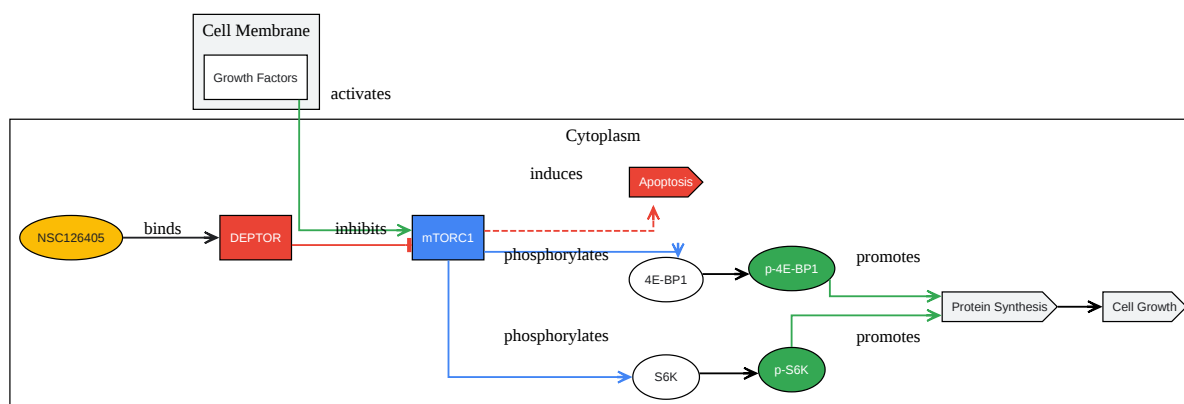 Cell Membrane
Growth Factors
activates
Cytoplasm
induces
Apoptosis
NSC126405
binds
DEPTOR
inhibits
mTORC1
phosphorylates
4E-BP1
p-4E-BP1
promotes
Protein Synthesis
Cell Growth
phosphorylates
promotes
S6K
p-S6K